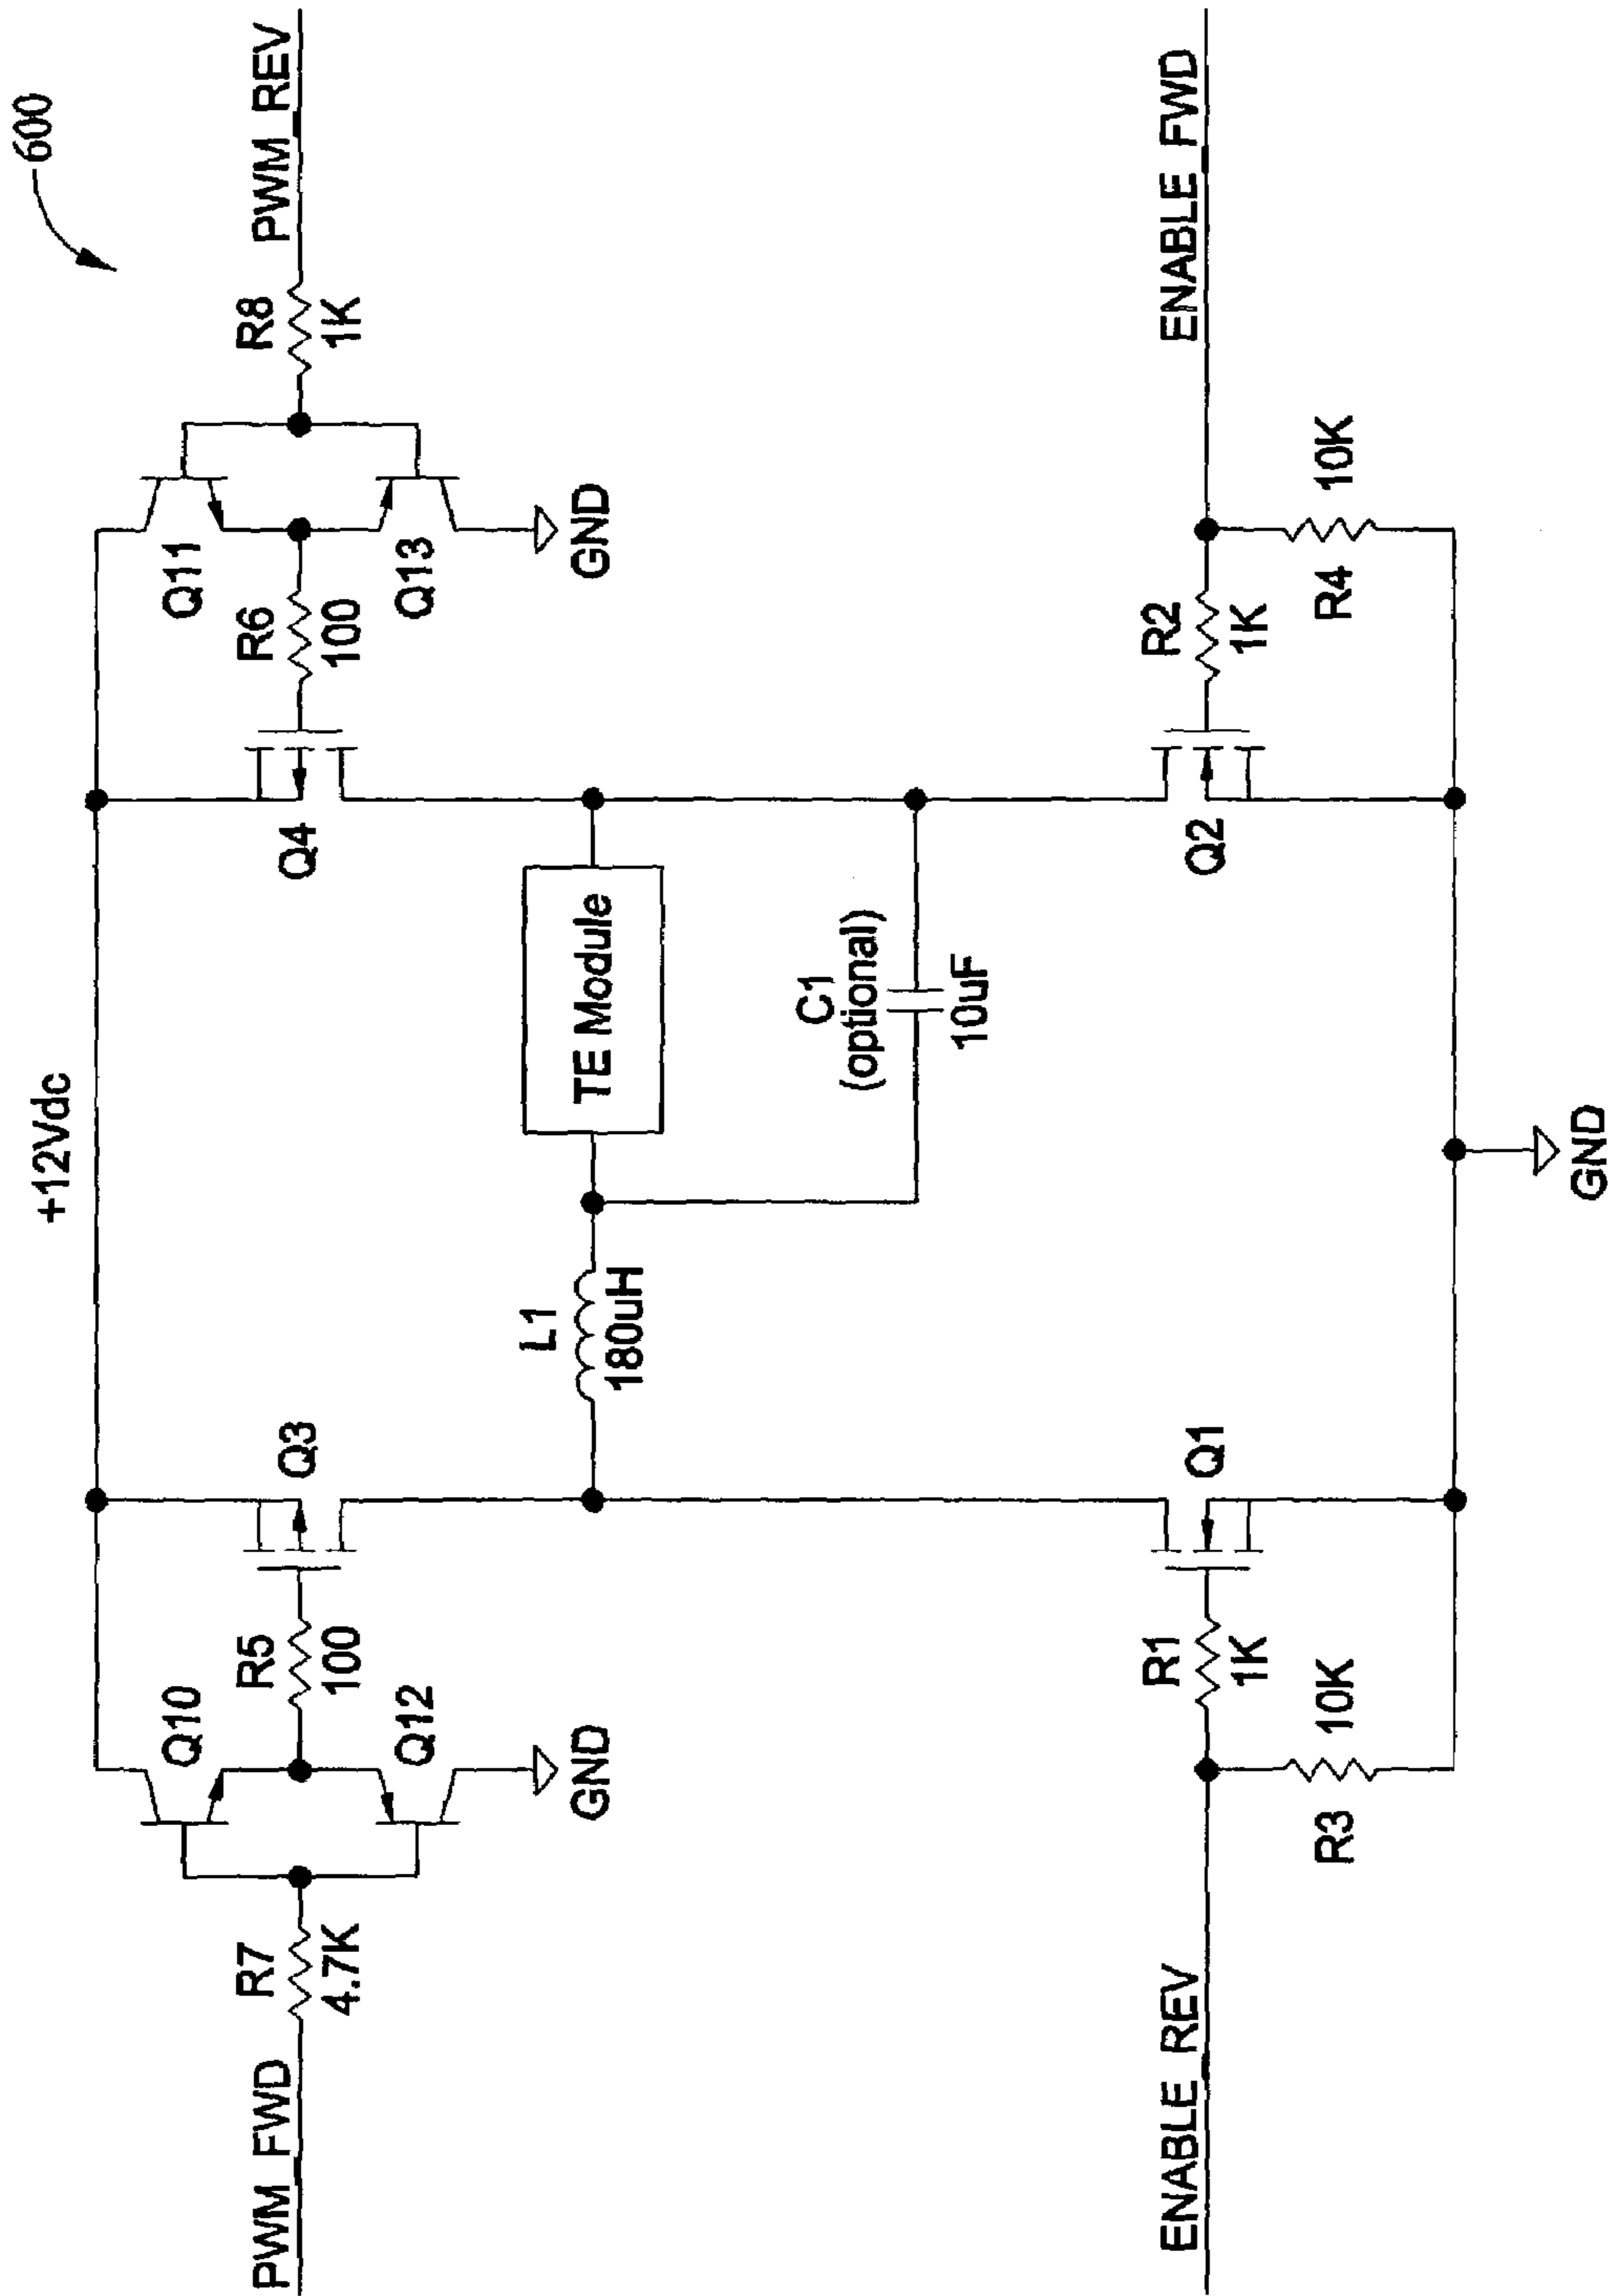 600
+12Vdc
PWM_FWD
R7
4.7K
Q10
Q12
GND
R5
100
Q3
L1
180uH
TE Module
C1
(optional)
10uF
Q4
R6
100
Q11
Q13
GND
R8
1K
PWM_REV
ENABLE_REV
R3
10K
R1
1K
Q1
GND
Q2
R2
1K
R4
10K
ENABLE_FWD